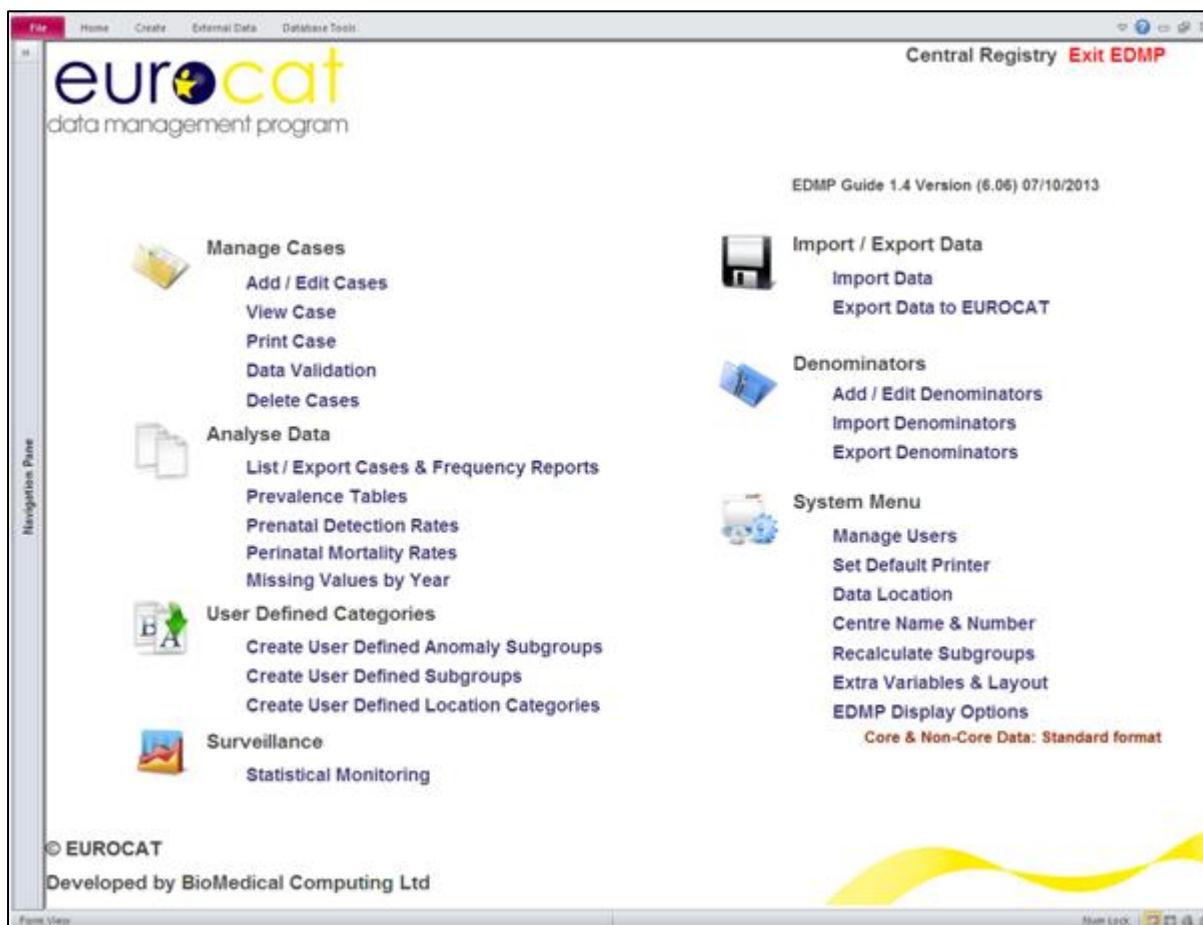 File Home Create External Data Database Tools
Central Registry Exit EDMP
eurocat
data management program
EDMP Guide 1.4 Version (6.06) 07/10/2013
Manage Cases
Add / Edit Cases
View Case
Print Case
Data Validation
Delete Cases
Analyse Data
List / Export Cases & Frequency Reports
Prevalence Tables
Prenatal Detection Rates
Perinatal Mortality Rates
Missing Values by Year
User Defined Categories
Create User Defined Anomaly Subgroups
Create User Defined Subgroups
Create User Defined Location Categories
Surveillance
Statistical Monitoring
Import / Export Data
Import Data
Export Data to EUROCAT
Denominators
Add / Edit Denominators
Import Denominators
Export Denominators
System Menu
Manage Users
Set Default Printer
Data Location
Centre Name & Number
Recalculate Subgroups
Extra Variables & Layout
EDMP Display Options
Core & Non-Core Data: Standard format
Navigation Pane
© EUROCAT
Developed by BioMedical Computing Ltd
Form View
Num Lock